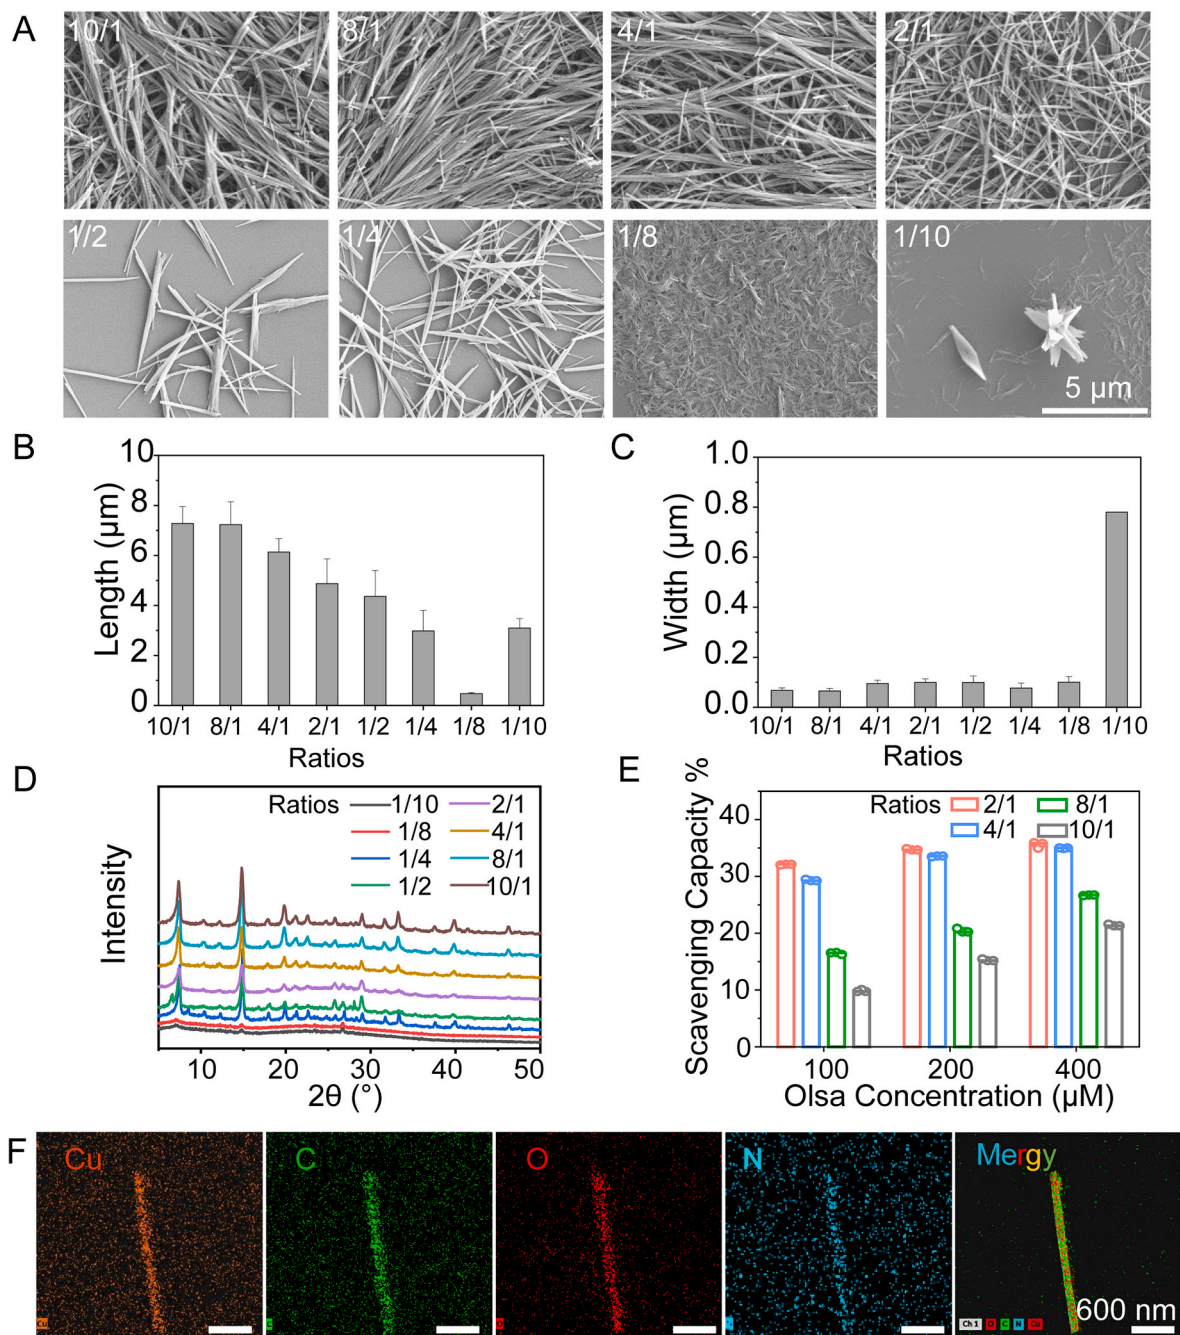 A
10/1
8/1
4/1
2/1
1/2
1/4
1/8
1/10
5 µm
B
Length (µm)
10
8
6
4
2
0
10/1 8/1 4/1 2/1 1/2 1/4 1/8 1/10
Ratios
C
Width (µm)
1.0
0.8
0.6
0.4
0.2
0.0
10/1 8/1 4/1 2/1 1/2 1/4 1/8 1/10
Ratios
D
Intensity
Ratios
1/10 2/1
1/8 4/1
1/4 8/1
1/2 10/1
10 20 30 40 50
2θ (°)
E
Scavenging Capacity %
40
30
20
10
0
Ratios
2/1 8/1
4/1 10/1
100 200 400
Olsa Concentration (µM)
F
Cu
C
O
N
Mergy
Cu
O
Ch 1 O C N Cu
600 nm